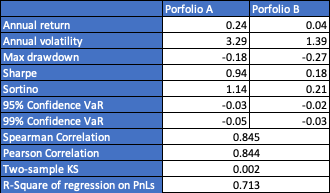 Porfolio A Porfolio B
Annual return 0.24 0.04
Annual volatility 3.29 1.39
Max drawdown -0.18 -0.27
Sharpe 0.94 0.18
Sortino 1.14 0.21
95% Confidence VaR -0.03 -0.02
99% Confidence VaR -0.05 -0.03
Spearman Correlation 0.845
Pearson Correlation 0.844
Two-sample KS 0.002
R-Square of regression on PnLs 0.713